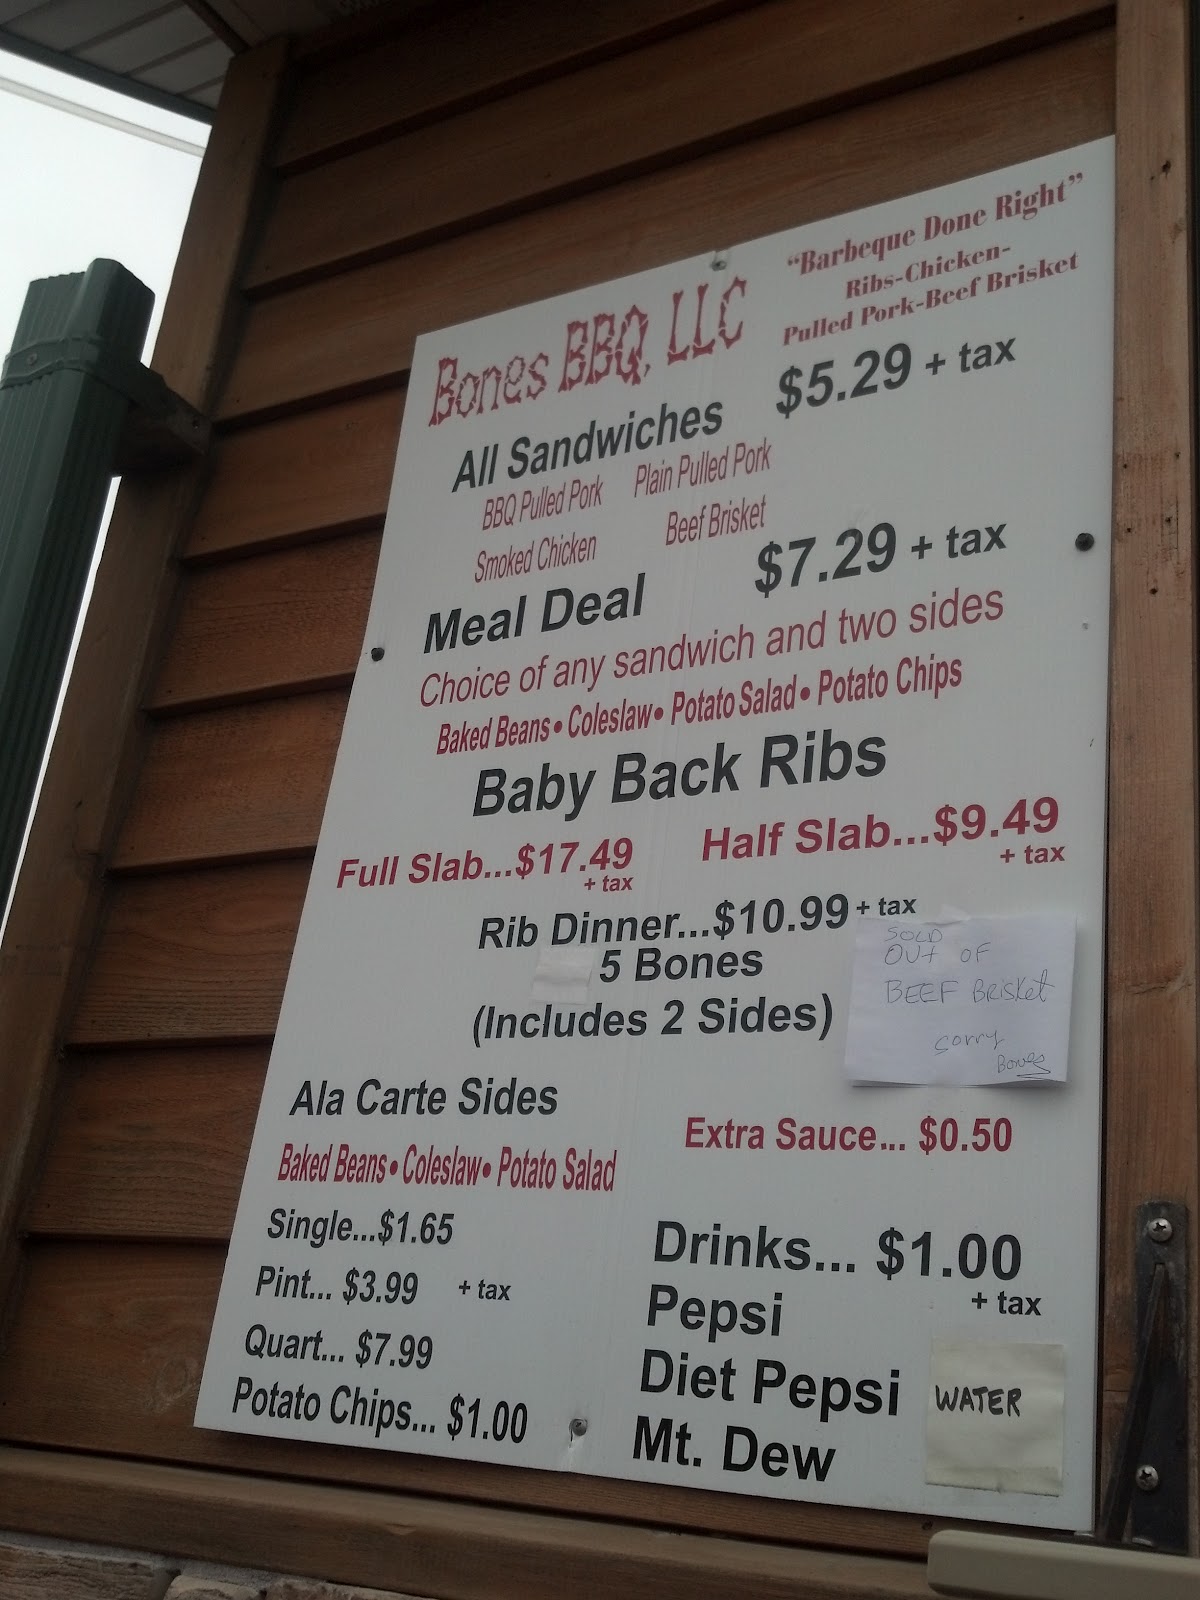 Bones BBQ, LLC
“Barbeque Done Right”
Ribs-Chicken-
Pulled Pork-Beef Brisket
All Sandwiches $5.29 + tax
BBQ Pulled Pork Plain Pulled Pork
Smoked Chicken Beef Brisket
Meal Deal $7.29 + tax
Choice of any sandwich and two sides
Baked Beans • Coleslaw • Potato Salad • Potato Chips
Baby Back Ribs
Full Slab...$17.49
+ tax
Half Slab...$9.49
+ tax
Rib Dinner...$10.99 + tax
5 Bones
(Includes 2 Sides)
SOLD
OUt OF
BEEF BRISket
sorry
Bones
Ala Carte Sides
Baked Beans • Coleslaw • Potato Salad
Single...$1.65
Pint... $3.99 + tax
Quart... $7.99
Potato Chips... $1.00
Extra Sauce... $0.50
Drinks... $1.00
+ tax
Pepsi
Diet Pepsi
Mt. Dew
WATER